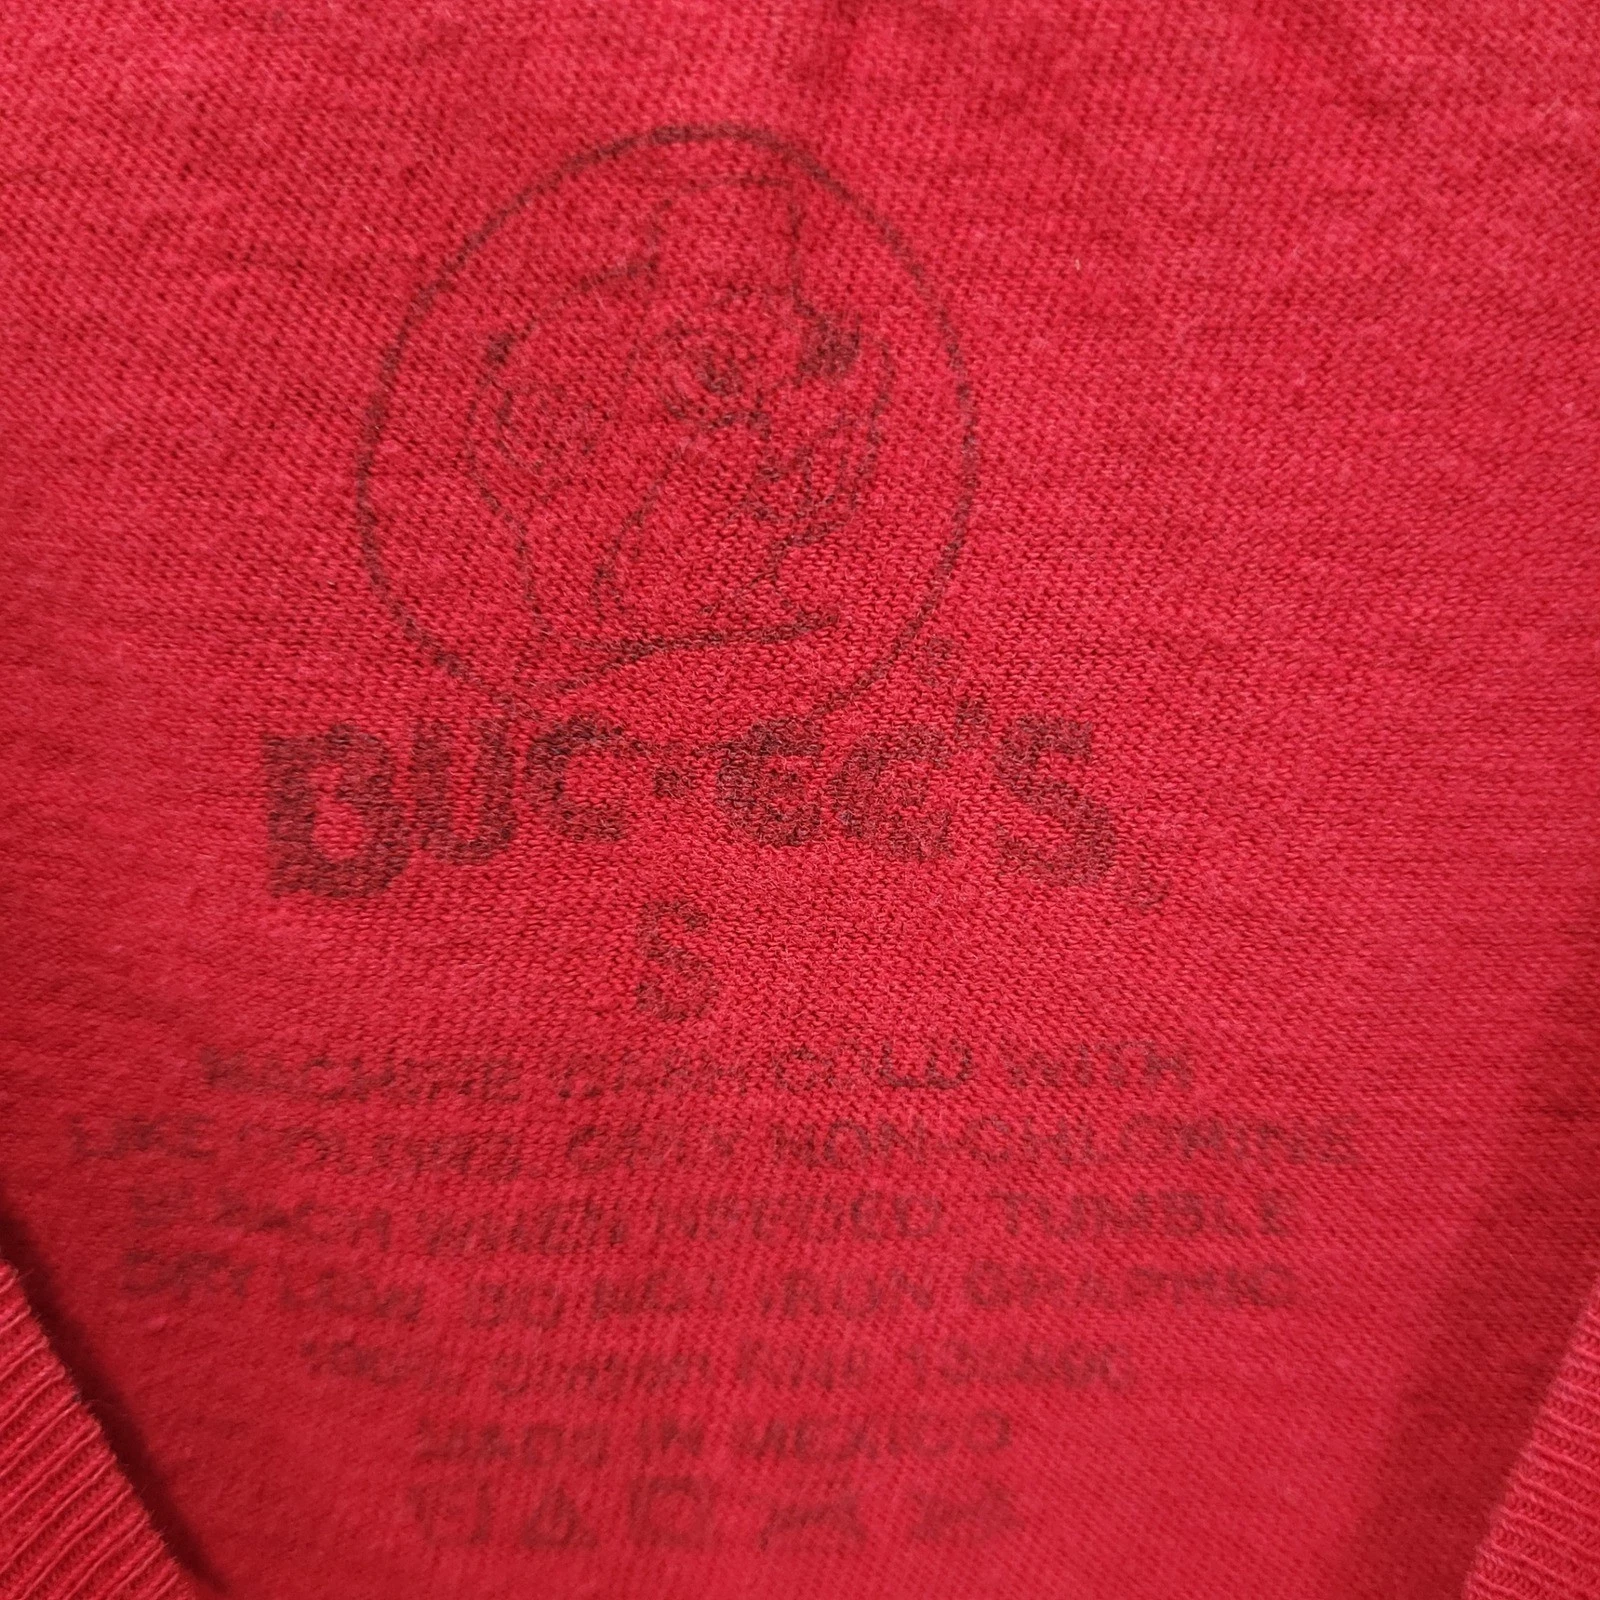 BUC-EE'S
S
MACHINE WASH COLD WITH
LIKE COLORS. ONLY NON-CHLORINE
BLEACH WHEN NEEDED. TUMBLE
DRY LOW. DO NOT IRON GRAPHIC
MADE IN MEXICO